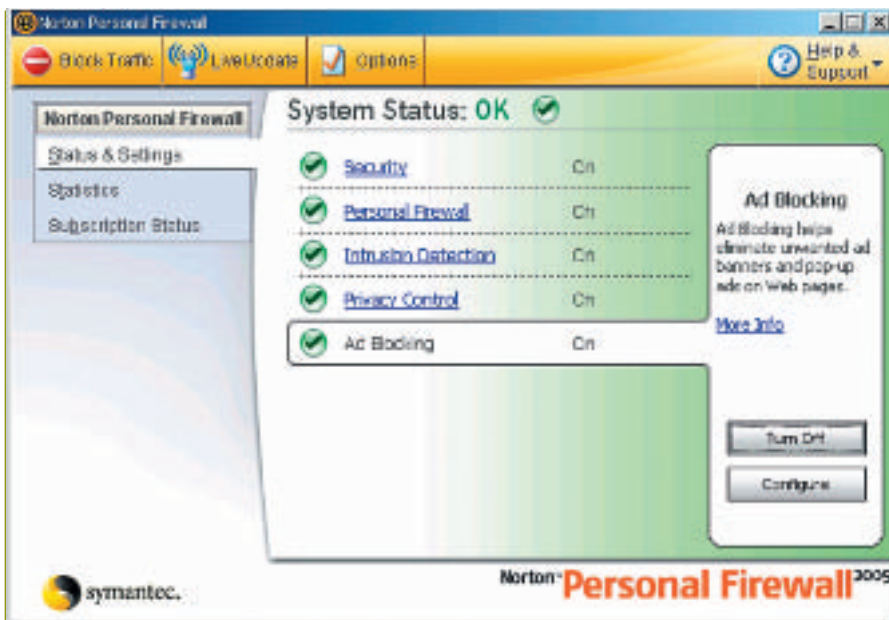 Norton Personal Firewall
Block Traffic LiveUpdate Options Help & Support
Norton Personal Firewall
Status & Settings
Statistics
Subscription Status
System Status: OK
Security On
Personal Firewall On
Intrusion Detection On
Privacy Control On
Ad Blocking On
Ad Blocking
Ad Blocking helps
eliminate unwanted ad
banners and pop-up
ads on Web pages.
More Info
Turn Off
Configure
symantec.
Norton™ Personal Firewall 2005